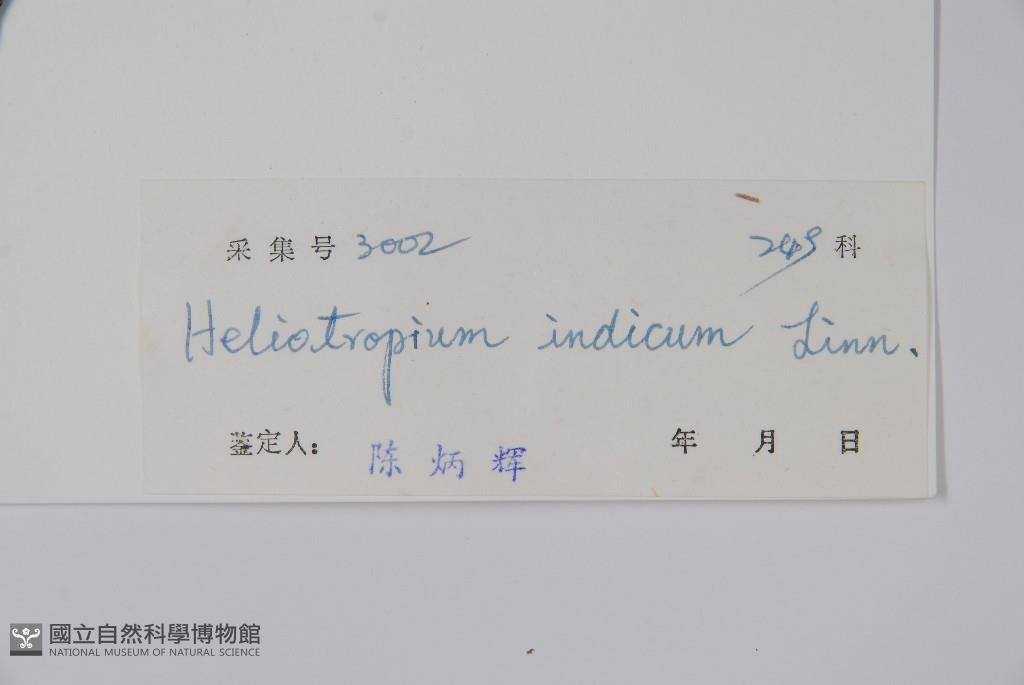 采集号 3002 249 科
Heliotropium indicum Linn.
鉴定人: 陈炳辉 年 月 日
國立自然科學博物館
NATIONAL MUSEUM OF NATURAL SCIENCE